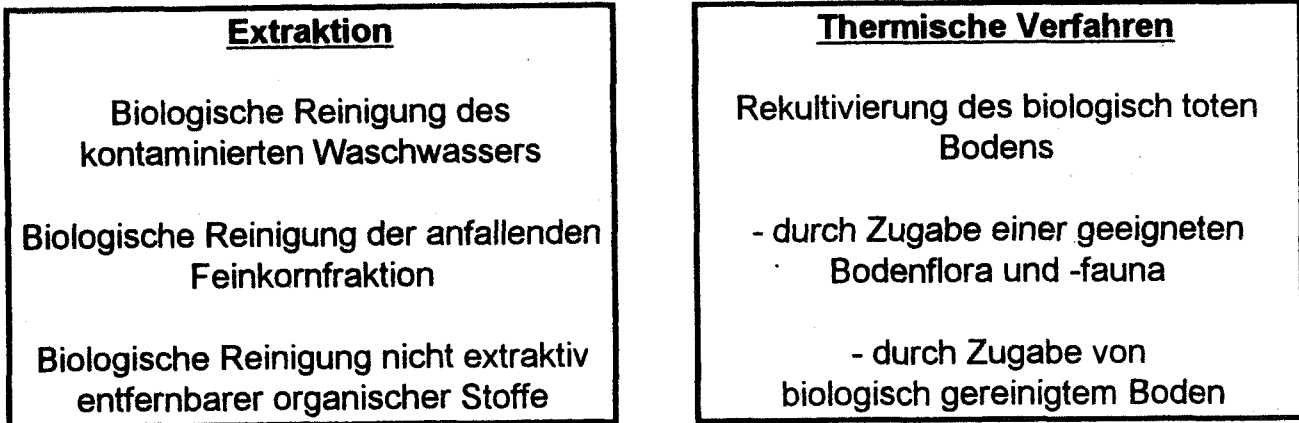 Extraktion
Biologische Reinigung des
kontaminierten Waschwassers
Biologische Reinigung der anfallenden
Feinkornfraktion
Biologische Reinigung nicht extraktiv
entfernbarer organischer Stoffe
Thermische Verfahren
Rekultivierung des biologisch toten
Bodens
- durch Zugabe einer geeigneten
Bodenflora und -fauna
- durch Zugabe von
biologisch gereinigtem Boden